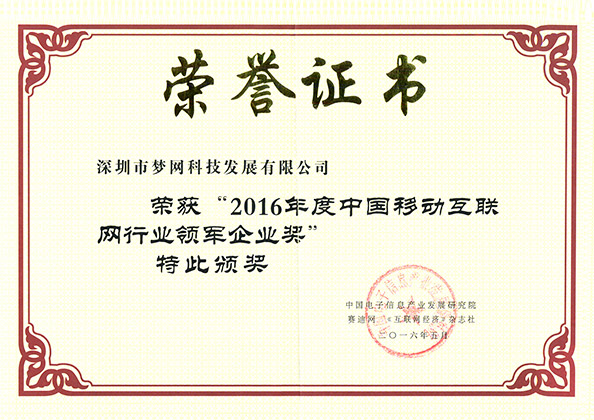 荣誉证书
深圳市梦网科技发展有限公司
荣获“2016年度中国移动互联
网行业领军企业奖”
特此颁奖
中国电子信息产业发展研究院
赛迪网 《互联网经济》杂志社
二〇一六年五月